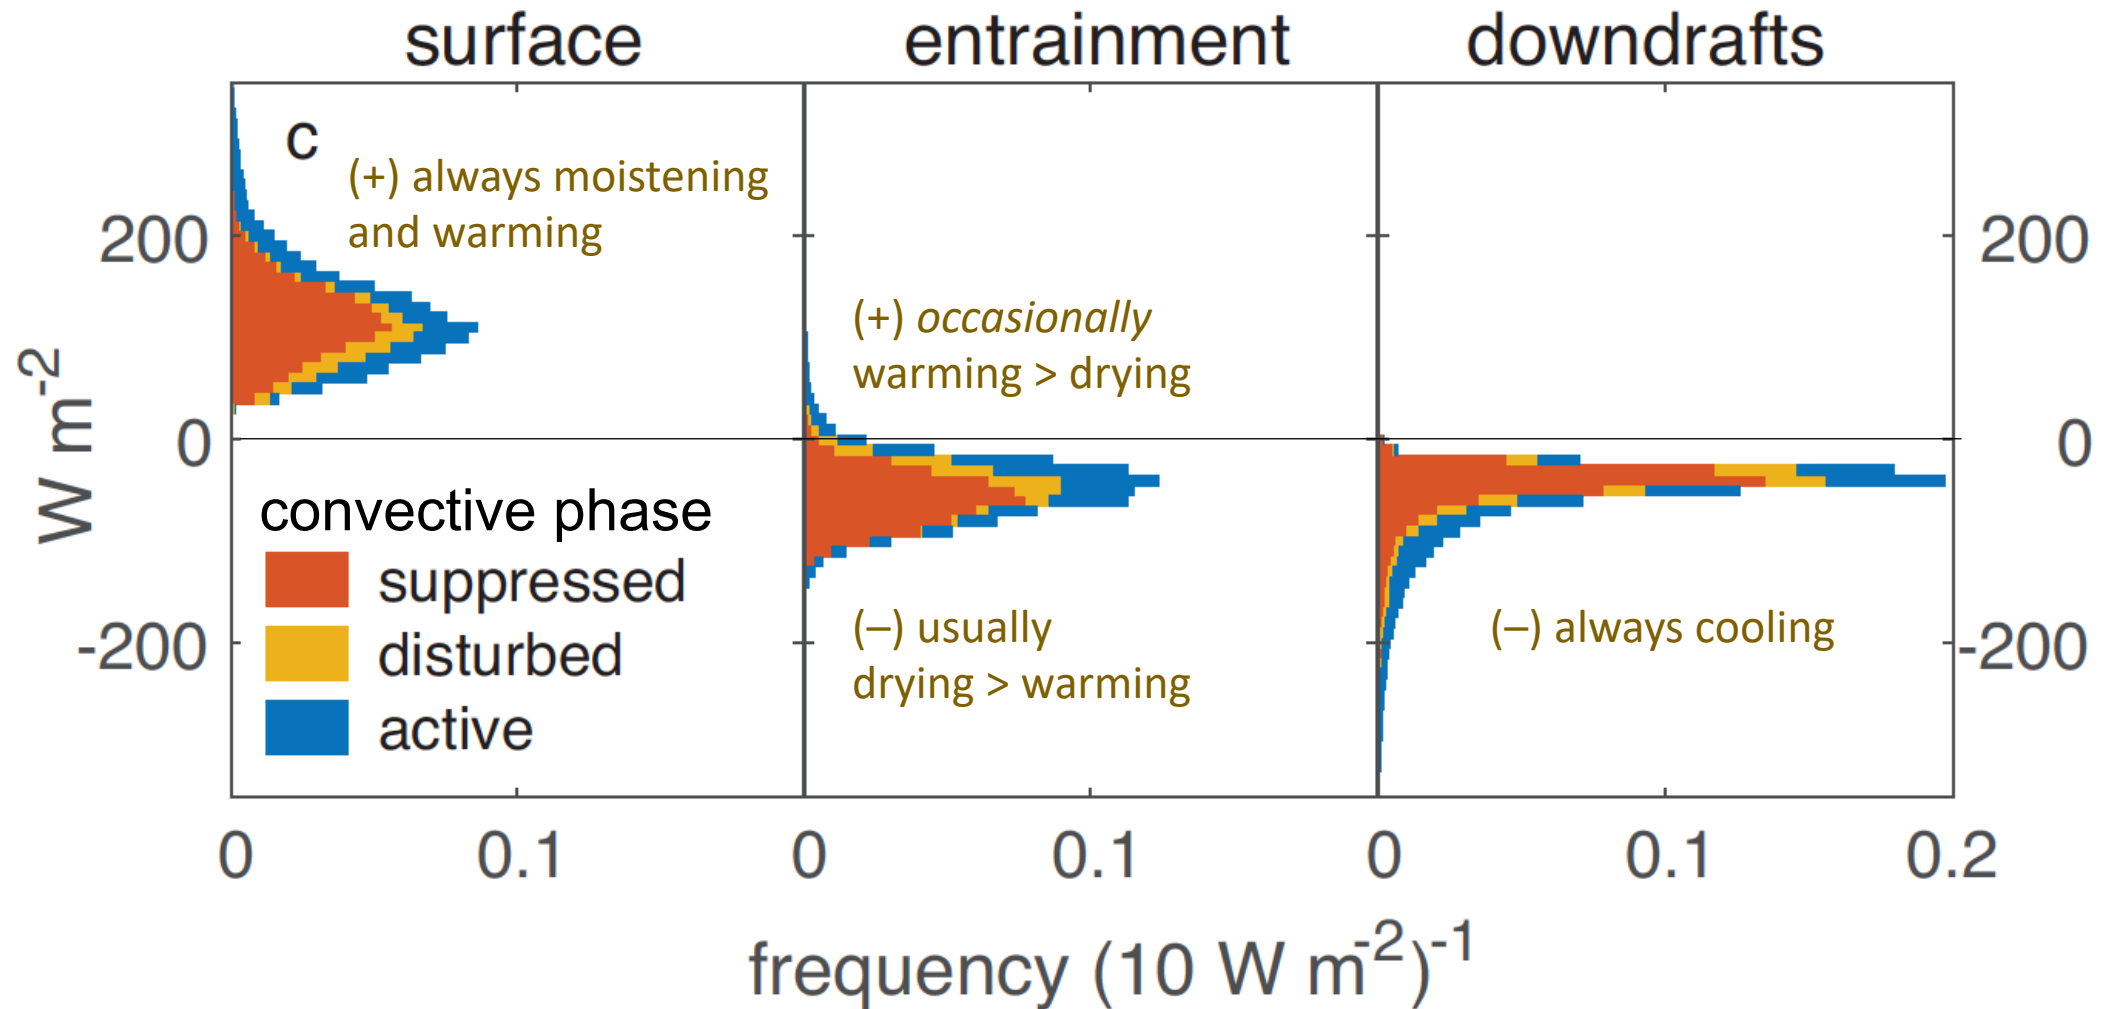 surface entrainment downdrafts
c
(+) always moistening
and warming
200 200
(+) occasionally
warming > drying
W m-2
0 0
convective phase
suppressed
disturbed
active
(–) usually
drying > warming
(–) always cooling
-200 -200
0 0.1 0 0.1 0 0.1 0.2
frequency (10 W m-2)-1